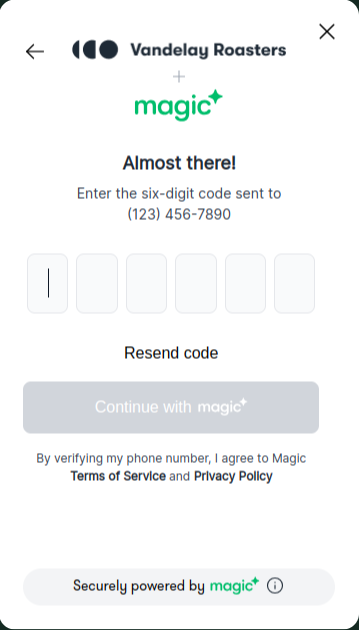 Vandelay Roasters
+
magic
Almost there!
Enter the six-digit code sent to
(123) 456-7890
Resend code
Continue with magic
By verifying my phone number, I agree to Magic
Terms of Service and Privacy Policy
Securely powered by magic